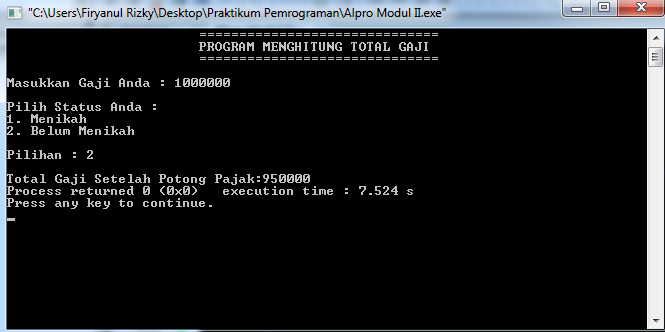 "C:\Users\Firyanul Rizky\Desktop\Praktikum Pemrograman\Alpro Modul II.exe"
==============================
PROGRAM MENGHITUNG TOTAL GAJI
==============================
Masukkan Gaji Anda : 1000000
Pilih Status Anda :
1. Menikah
2. Belum Menikah
Pilihan : 2
Total Gaji Setelah Potong Pajak:950000
Process returned 0 (0x0)   execution time : 7.524 s
Press any key to continue.